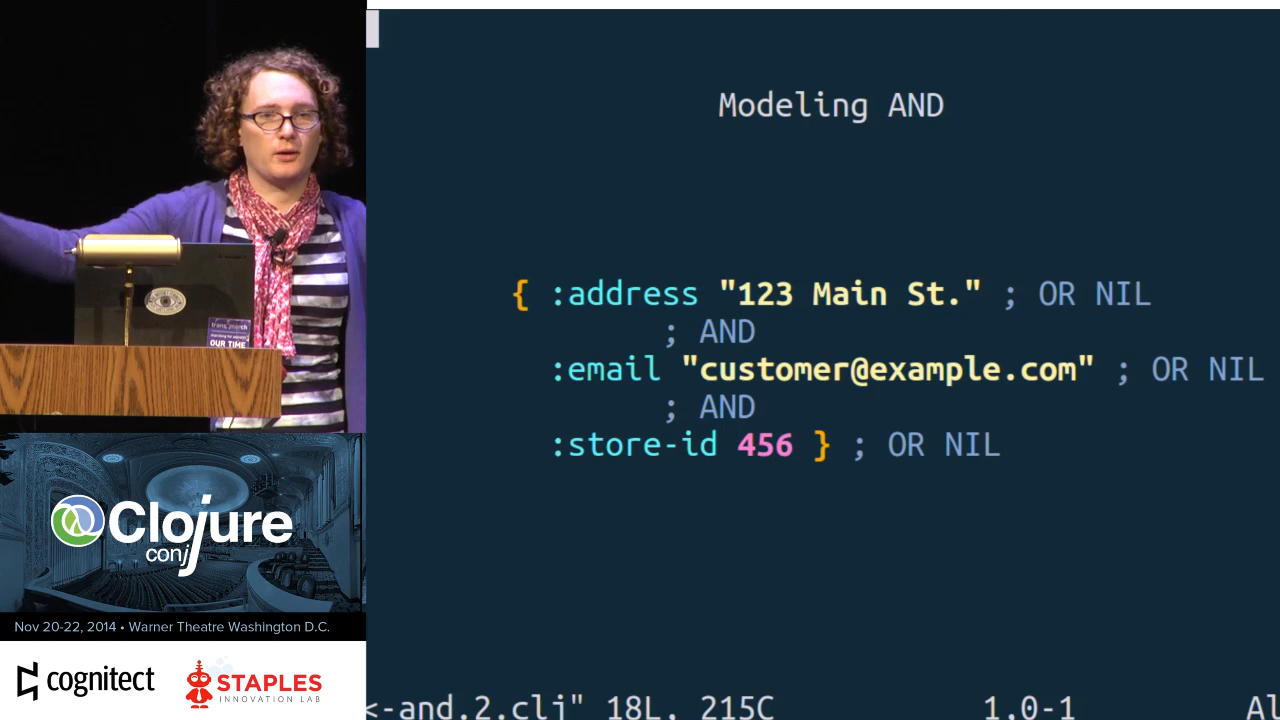 Modeling AND
{ :address "123 Main St." ; OR NIL
; AND
:email "customer@example.com" ; OR NIL
; AND
:store-id 456 } ; OR NIL
<-and.2.clj" 18L, 215C 1,0-1 Al
OUR TIME
Clojure
conj
Nov 20-22, 2014 • Warner Theatre Washington D.C.
cognitect
STAPLES
INNOVATION LAB